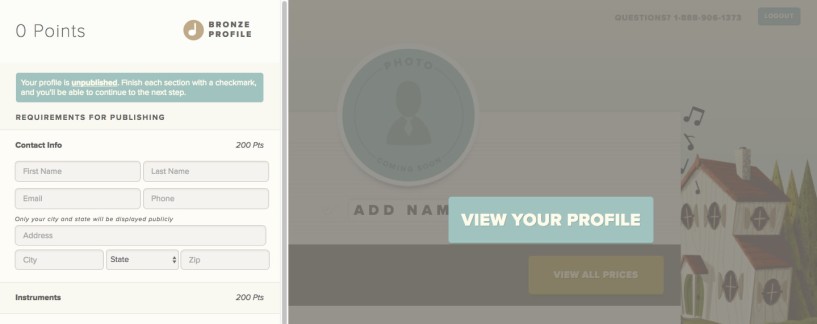 0 Points
BRONZE
PROFILE
Your profile is unpublished. Finish each section with a checkmark,
and you'll be able to continue to the next step.
REQUIREMENTS FOR PUBLISHING
Contact Info 200 Pts
First Name Last Name
Email Phone
Only your city and state will be displayed publicly
Address
City State Zip
Instruments 200 Pts
QUESTIONS? 1-888-805-1373
LOGOUT
PHOTO
COMING SOON
ADD NAM
VIEW YOUR PROFILE
VIEW ALL PRICES